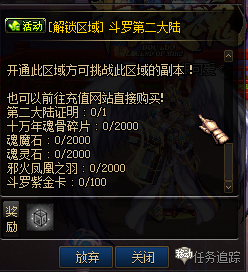 活动 [解锁区域] 斗罗第二大陆
开通此区域方可挑战此区域的副本！
也可以前往充值网站直接购买！
第二大陆证明：0/1
十万年魂骨碎片：0/2000
魂魔石：0/2000
魂灵石：0/2000
邪火凤凰之羽：0/2000
斗罗紫金卡：0/100
奖励
放弃 关闭 移动 任务追踪